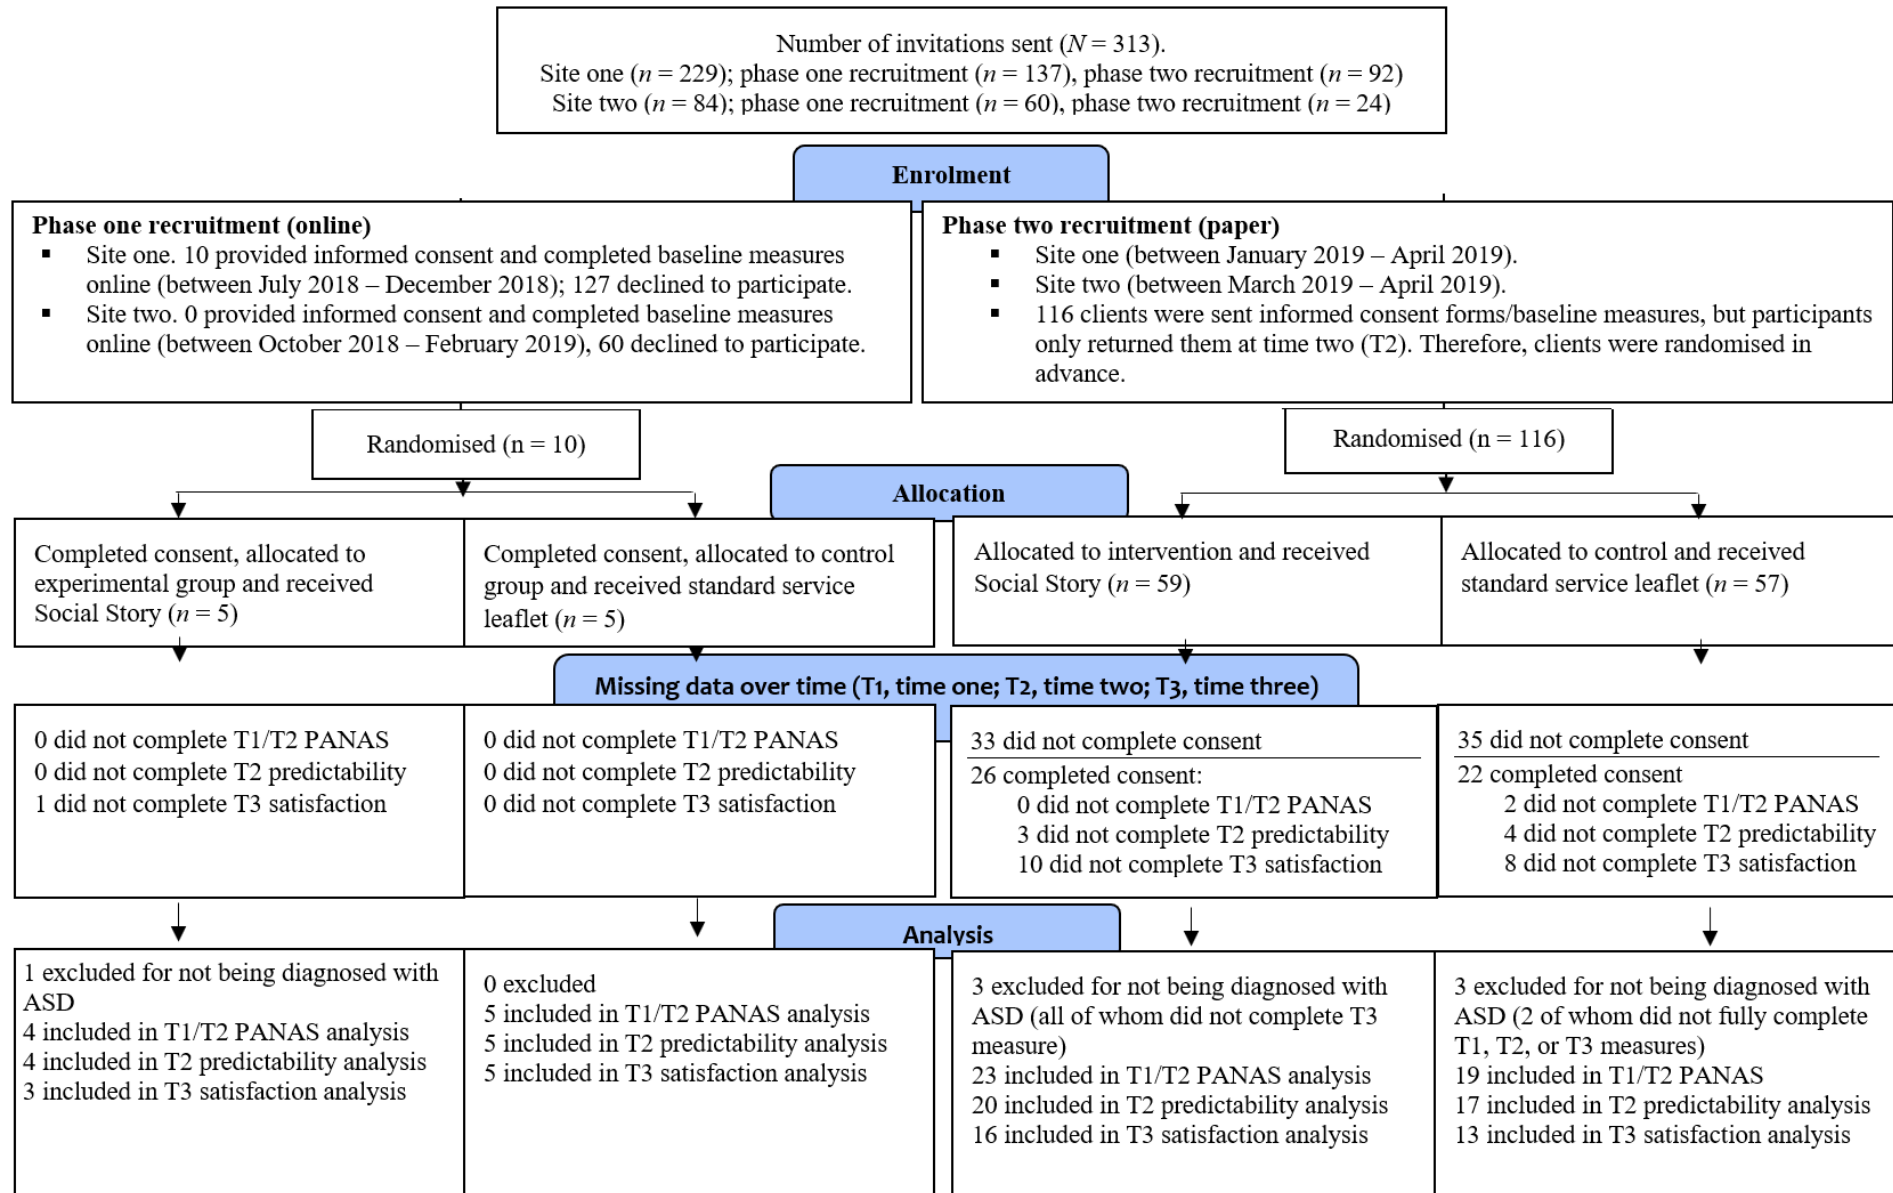 Number of invitations sent (N = 313).
Site one (n = 229); phase one recruitment (n = 137), phase two recruitment (n = 92)
Site two (n = 84); phase one recruitment (n = 60), phase two recruitment (n = 24)
Enrolment
Phase one recruitment (online)
▪ Site one. 10 provided informed consent and completed baseline measures
online (between July 2018 – December 2018); 127 declined to participate.
▪ Site two. 0 provided informed consent and completed baseline measures
online (between October 2018 – February 2019), 60 declined to participate.
Phase two recruitment (paper)
▪ Site one (between January 2019 – April 2019).
▪ Site two (between March 2019 – April 2019).
▪ 116 clients were sent informed consent forms/baseline measures, but participants
only returned them at time two (T2). Therefore, clients were randomised in
advance.
Randomised (n = 10)
Randomised (n = 116)
Allocation
Completed consent, allocated to
experimental group and received
Social Story (n = 5)
Completed consent, allocated to control
group and received standard service
leaflet (n = 5)
Allocated to intervention and received
Social Story (n = 59)
Allocated to control and received
standard service leaflet (n = 57)
Missing data over time (T1, time one; T2, time two; T3, time three)
0 did not complete T1/T2 PANAS
0 did not complete T2 predictability
1 did not complete T3 satisfaction
0 did not complete T1/T2 PANAS
0 did not complete T2 predictability
0 did not complete T3 satisfaction
33 did not complete consent
26 completed consent:
0 did not complete T1/T2 PANAS
3 did not complete T2 predictability
10 did not complete T3 satisfaction
35 did not complete consent
22 completed consent
2 did not complete T1/T2 PANAS
4 did not complete T2 predictability
8 did not complete T3 satisfaction
Analysis
1 excluded for not being diagnosed with
ASD
4 included in T1/T2 PANAS analysis
4 included in T2 predictability analysis
3 included in T3 satisfaction analysis
0 excluded
5 included in T1/T2 PANAS analysis
5 included in T2 predictability analysis
5 included in T3 satisfaction analysis
3 excluded for not being diagnosed with
ASD (all of whom did not complete T3
measure)
23 included in T1/T2 PANAS analysis
20 included in T2 predictability analysis
16 included in T3 satisfaction analysis
3 excluded for not being diagnosed with
ASD (2 of whom did not fully complete
T1, T2, or T3 measures)
19 included in T1/T2 PANAS
17 included in T2 predictability analysis
13 included in T3 satisfaction analysis